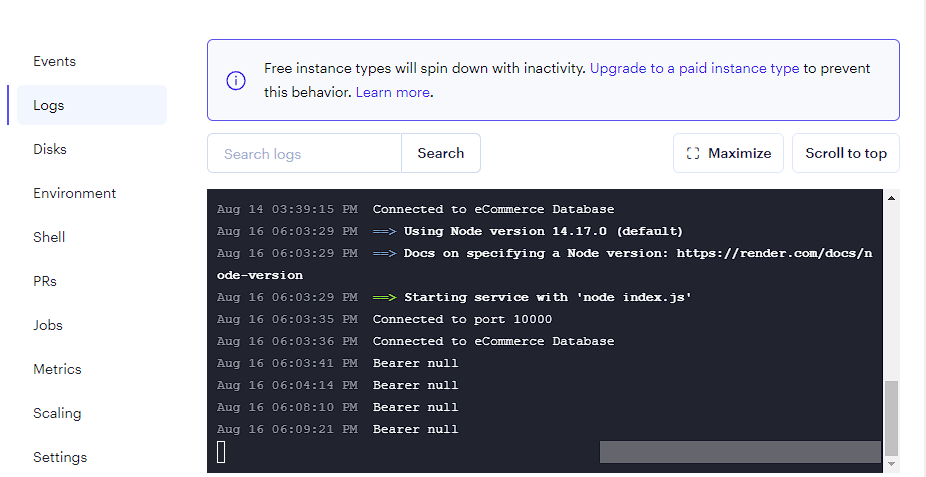 Events
Logs
Disks
Environment
Shell
PRs
Jobs
Metrics
Scaling
Settings
Free instance types will spin down with inactivity. Upgrade to a paid instance type to prevent
this behavior. Learn more.
Search logs
Search
Maximize
Scroll to top
Aug 14 03:39:15 PM Connected to eCommerce Database
Aug 16 06:03:29 PM ==> Using Node version 14.17.0 (default)
Aug 16 06:03:29 PM ==> Docs on specifying a Node version: https://render.com/docs/n
ode-version
Aug 16 06:03:29 PM ==> Starting service with 'node index.js'
Aug 16 06:03:35 PM Connected to port 10000
Aug 16 06:03:36 PM Connected to eCommerce Database
Aug 16 06:03:41 PM Bearer null
Aug 16 06:04:14 PM Bearer null
Aug 16 06:08:10 PM Bearer null
Aug 16 06:09:21 PM Bearer null